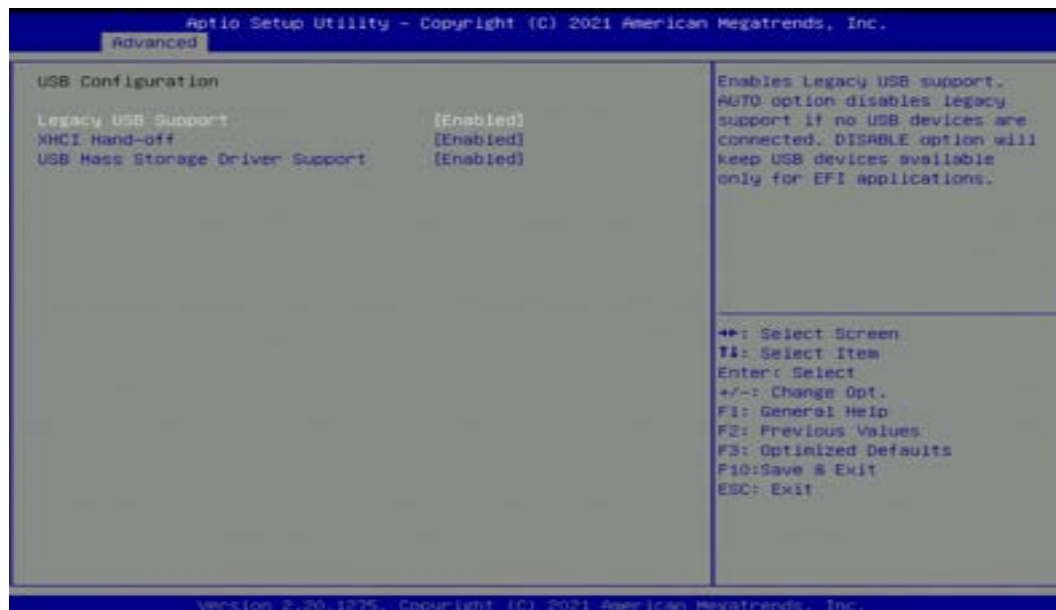 Aptio Setup Utility – Copyright (C) 2021 American Megatrends, Inc.
Advanced
USB Configuration
Legacy USB Support [Enabled]
XHCI Hand-off [Enabled]
USB Mass Storage Driver Support [Enabled]
Enables Legacy USB support.
AUTO option disables legacy
support if no USB devices are
connected. DISABLE option will
keep USB devices available
only for EFI applications.
→←: Select Screen
↑↓: Select Item
Enter: Select
+/-: Change Opt.
F1: General Help
F2: Previous Values
F3: Optimized Defaults
F10:Save & Exit
ESC: Exit
Version 2.20.1275. Copyright (C) 2021 American Megatrends, Inc.